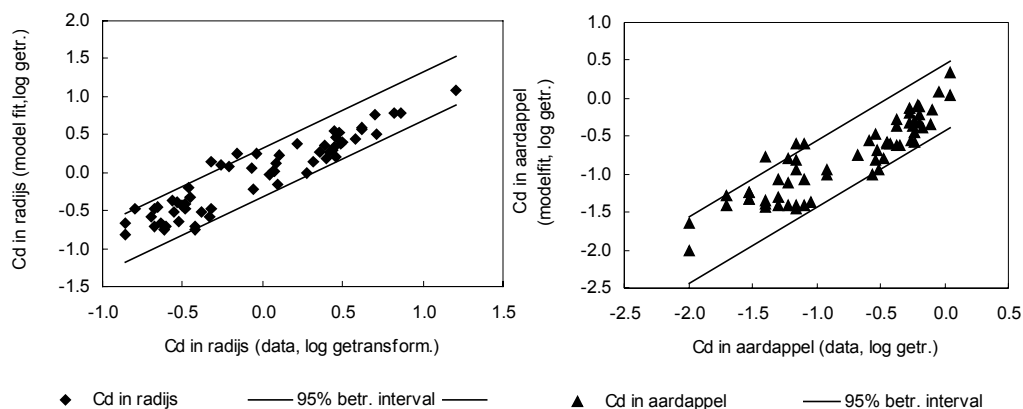 Cd in radijs (model fit,log getr.)
2.0
1.5
1.0
0.5
0.0
-0.5
-1.0
-1.5
-1.0 -0.5 0.0 0.5 1.0 1.5
Cd in radijs (data, log getransform.)
Cd in radijs 95% betr. interval
Cd in aardappel
(modelfit, log getr.)
1.0
0.5
0.0
-0.5
-1.0
-1.5
-2.0
-2.5
-2.5 -2.0 -1.5 -1.0 -0.5 0.0 0.5
Cd in aardappel (data, log getr.)
Cd in aardappel 95% betr. interval